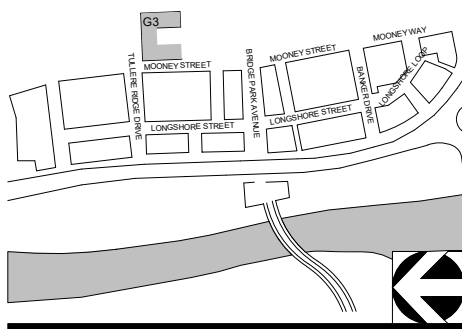 G3
MOONEY STREET
MOONEY STREET
MOONEY WAY
TULLERE RIDGE DRIVE
BRIDGE PARK AVENUE
BANKER DRIVE
LONGSHORE LOOP
LONGSHORE STREET
LONGSHORE STREET